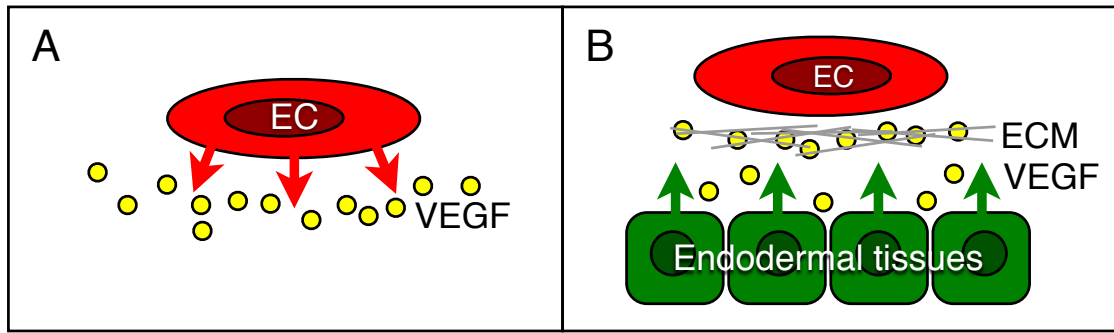 A
EC
VEGF
B
EC
ECM
VEGF
Endodermal tissues